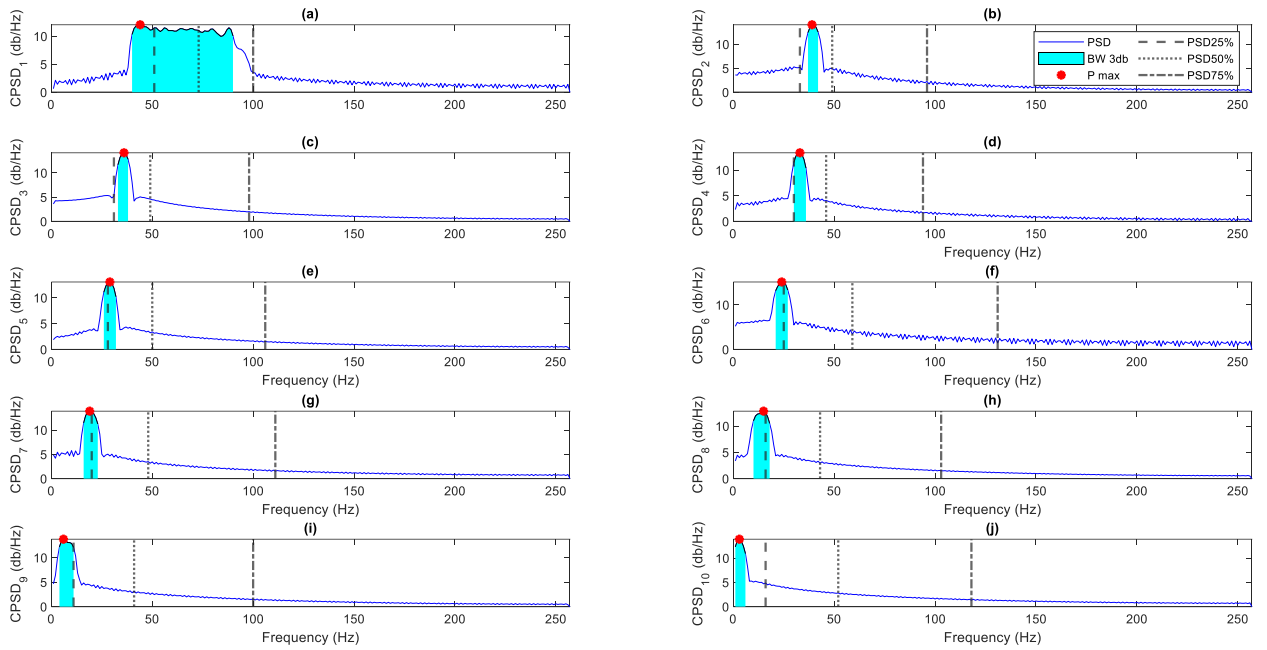 (a)
CPSD1 (db/Hz)
10
5
0
0 50 100 150 200 250
(b)
CPSD2 (db/Hz)
10
5
0
0 50 100 150 200 250
PSD
BW 3db
P max
PSD25%
PSD50%
PSD75%
(c)
CPSD3 (db/Hz)
10
5
0
0 50 100 150 200 250
(d)
CPSD4 (db/Hz)
10
5
0
0 50 100 150 200 250
Frequency (Hz)
(e)
CPSD5 (db/Hz)
10
5
0
0 50 100 150 200 250
Frequency (Hz)
(f)
CPSD6 (db/Hz)
10
5
0
0 50 100 150 200 250
Frequency (Hz)
(g)
CPSD7 (db/Hz)
10
5
0
0 50 100 150 200 250
Frequency (Hz)
(h)
CPSD8 (db/Hz)
10
5
0
0 50 100 150 200 250
Frequency (Hz)
(i)
CPSD9 (db/Hz)
10
5
0
0 50 100 150 200 250
Frequency (Hz)
(j)
CPSD10 (db/Hz)
10
5
0
0 50 100 150 200 250
Frequency (Hz)